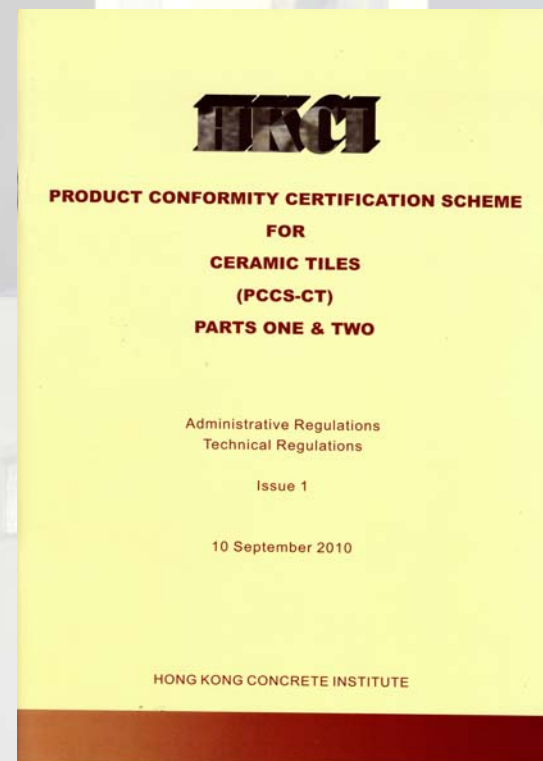 HKCI
PRODUCT CONFORMITY CERTIFICATION SCHEME
FOR
CERAMIC TILES
(PCCS-CT)
PARTS ONE & TWO
Administrative Regulations
Technical Regulations
Issue 1
10 September 2010
HONG KONG CONCRETE INSTITUTE